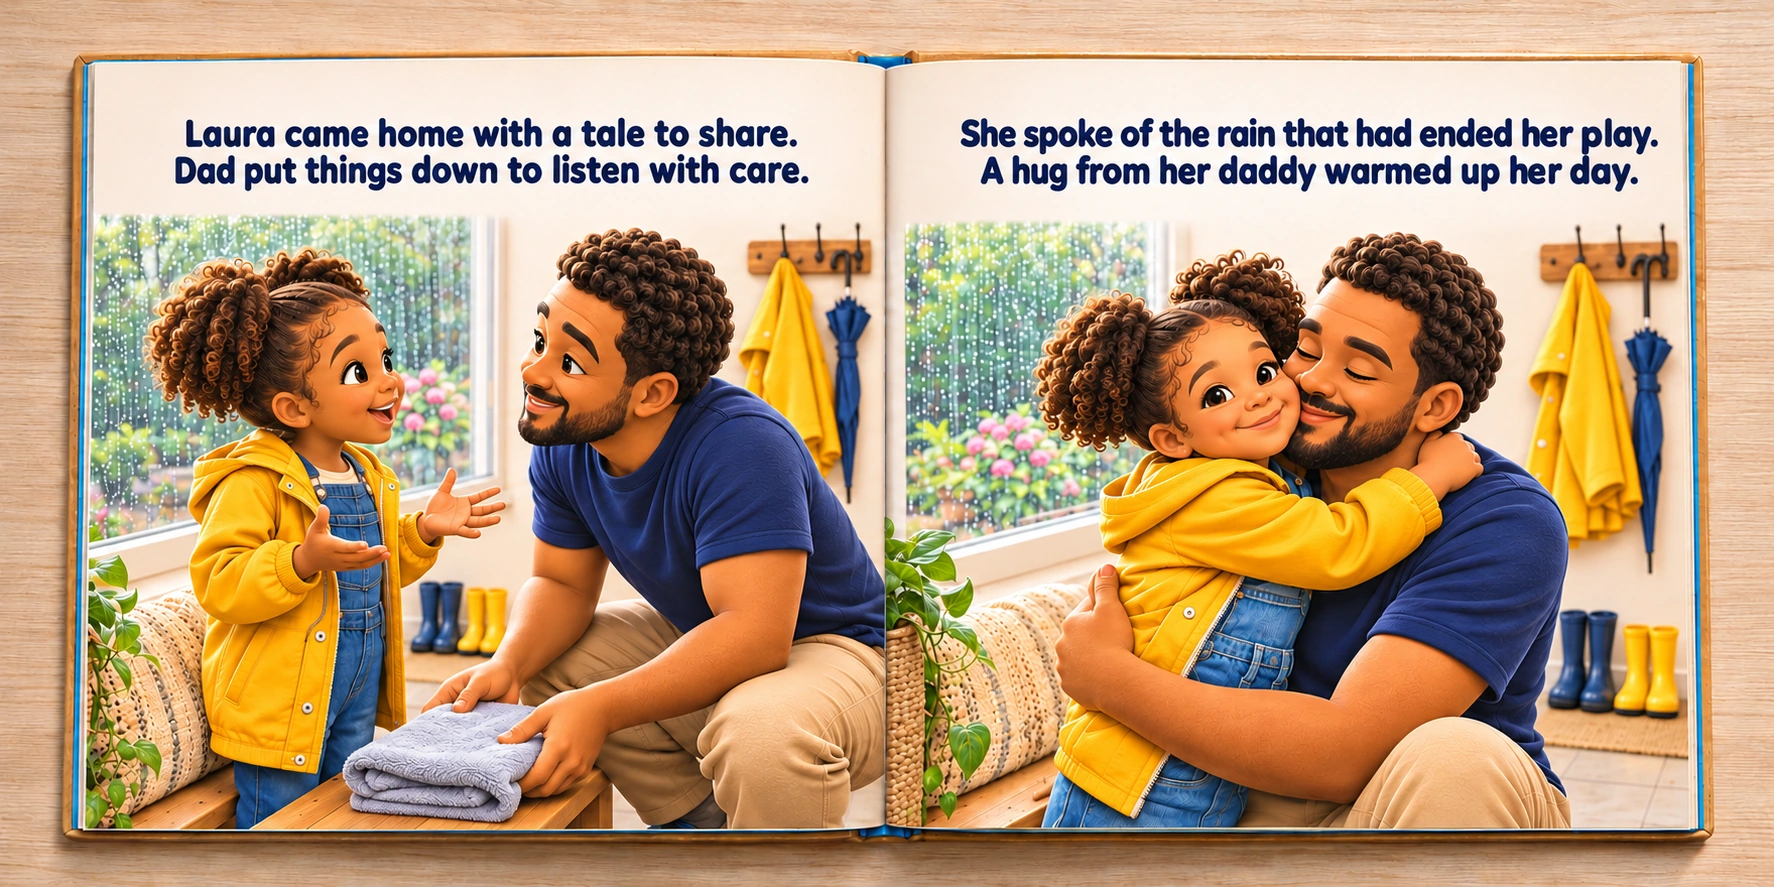 Laura came home with a tale to share.
Dad put things down to listen with care.
She spoke of the rain that had ended her play.
A hug from her daddy warmed up her day.